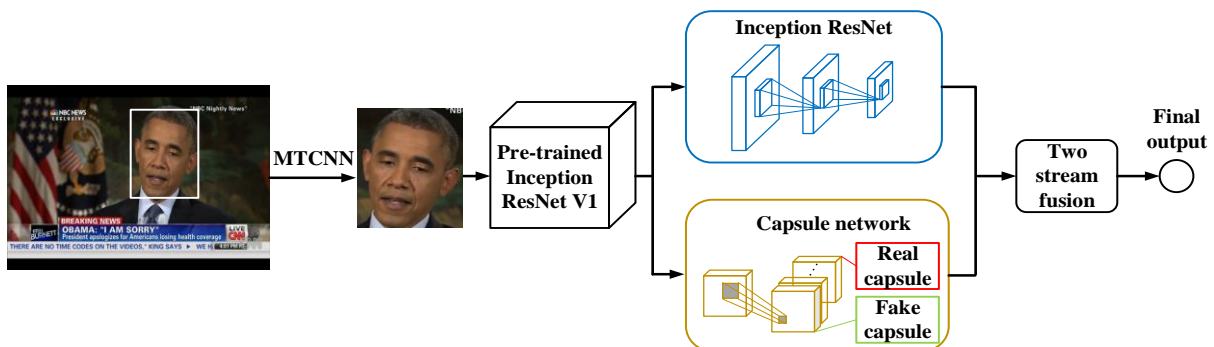 "NBC Nightly News"
NBC NEWS
EXCLUSIVE
BREAKING NEWS
OBAMA: "I AM SORRY"
President apologizes for Americans losing health coverage
LIVE
CNN
THERE ARE NO TIME CODES ON THE VIDEOS," KING SAYS ▸ WE H
MTCNN
"NB
Pre-trained
Inception
ResNet V1
Inception ResNet
Capsule network
Real
capsule
Fake
capsule
Two
stream
fusion
Final
output